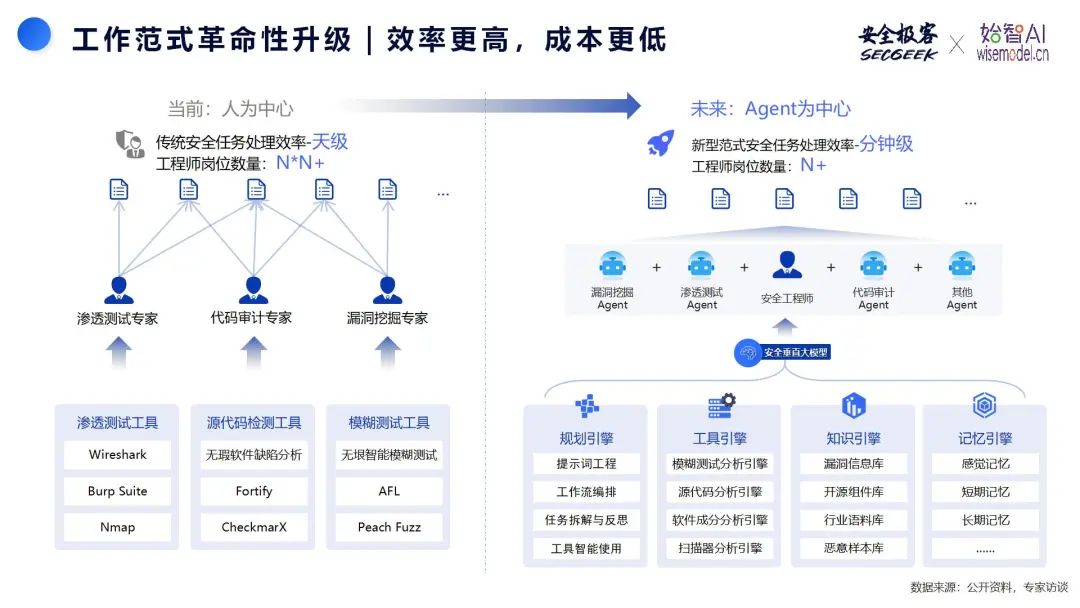 工作范式革命性升级 | 效率更高，成本更低
安全极客
SECGEEK
始智AI
wisemodel.cn
当前：人为中心
传统安全任务处理效率-天级
工程师岗位数量：N*N+
...
渗透测试专家
代码审计专家
漏洞挖掘专家
渗透测试工具
Wireshark
Burp Suite
Nmap
源代码检测工具
无瑕软件缺陷分析
Fortify
CheckmarX
模糊测试工具
无垠智能模糊测试
AFL
Peach Fuzz
未来：Agent为中心
新型范式安全任务处理效率-分钟级
工程师岗位数量：N+
...
漏洞挖掘
Agent
+
渗透测试
Agent
+
安全工程师
+
代码审计
Agent
+
其他
Agent
安全垂直大模型
规划引擎
提示词工程
工作流编排
任务拆解与反思
工具智能使用
工具引擎
模糊测试分析引擎
源代码分析引擎
软件成分分析引擎
扫描器分析引擎
知识引擎
漏洞信息库
开源组件库
行业语料库
恶意样本库
记忆引擎
感觉记忆
短期记忆
长期记忆
......
数据来源：公开资料，专家访谈